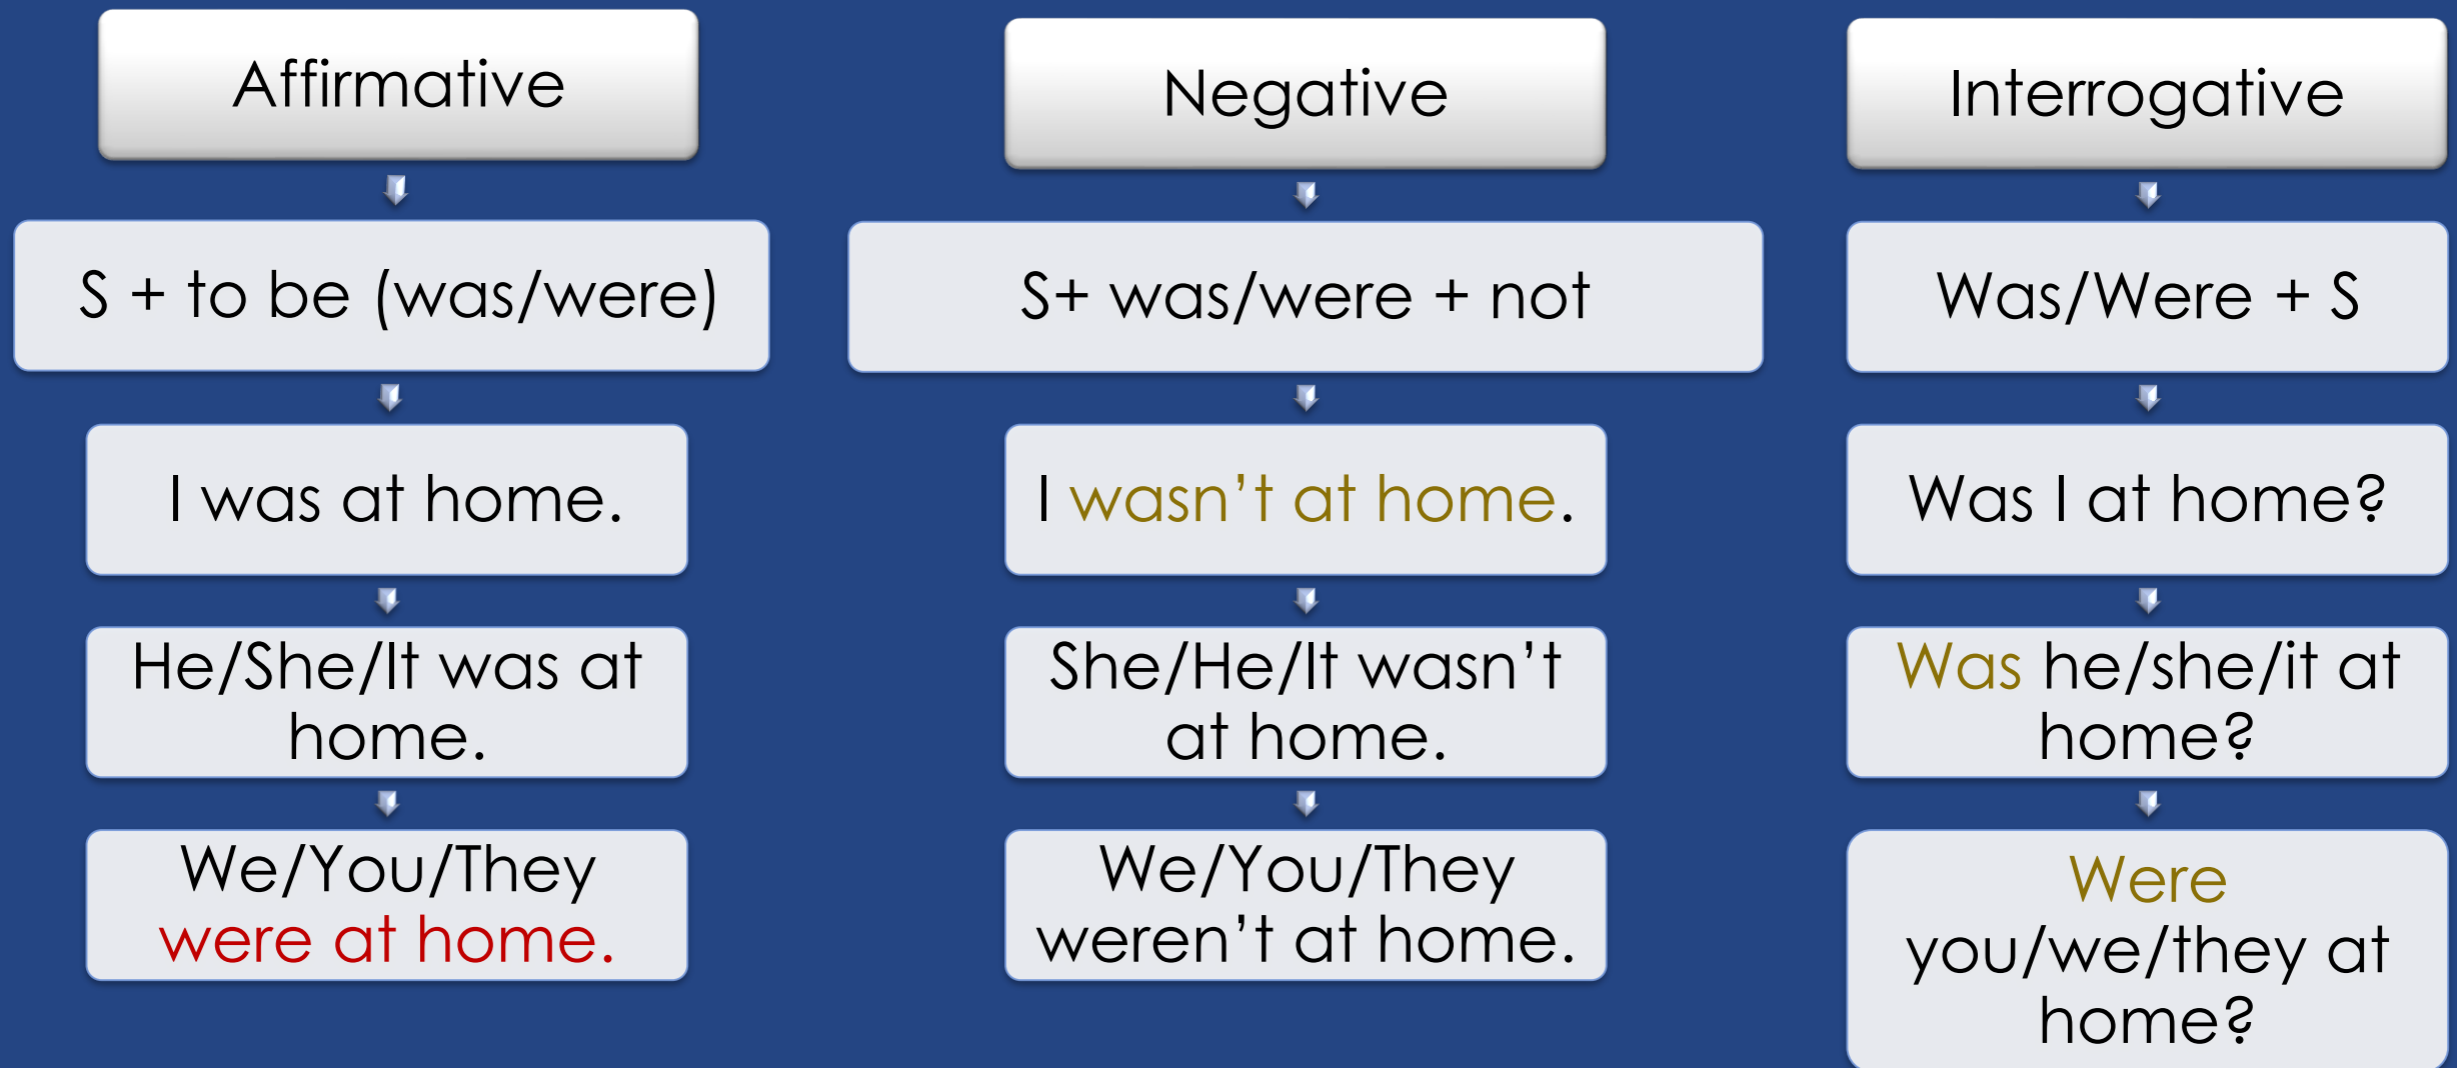 Affirmative
S + to be (was/were)
I was at home.
He/She/It was at
home.
We/You/They
were at home.
Negative
S+ was/were + not
I wasn’t at home.
She/He/It wasn’t
at home.
We/You/They
weren’t at home.
Interrogative
Was/Were + S
Was I at home?
Was he/she/it at
home?
Were
you/we/they at
home?